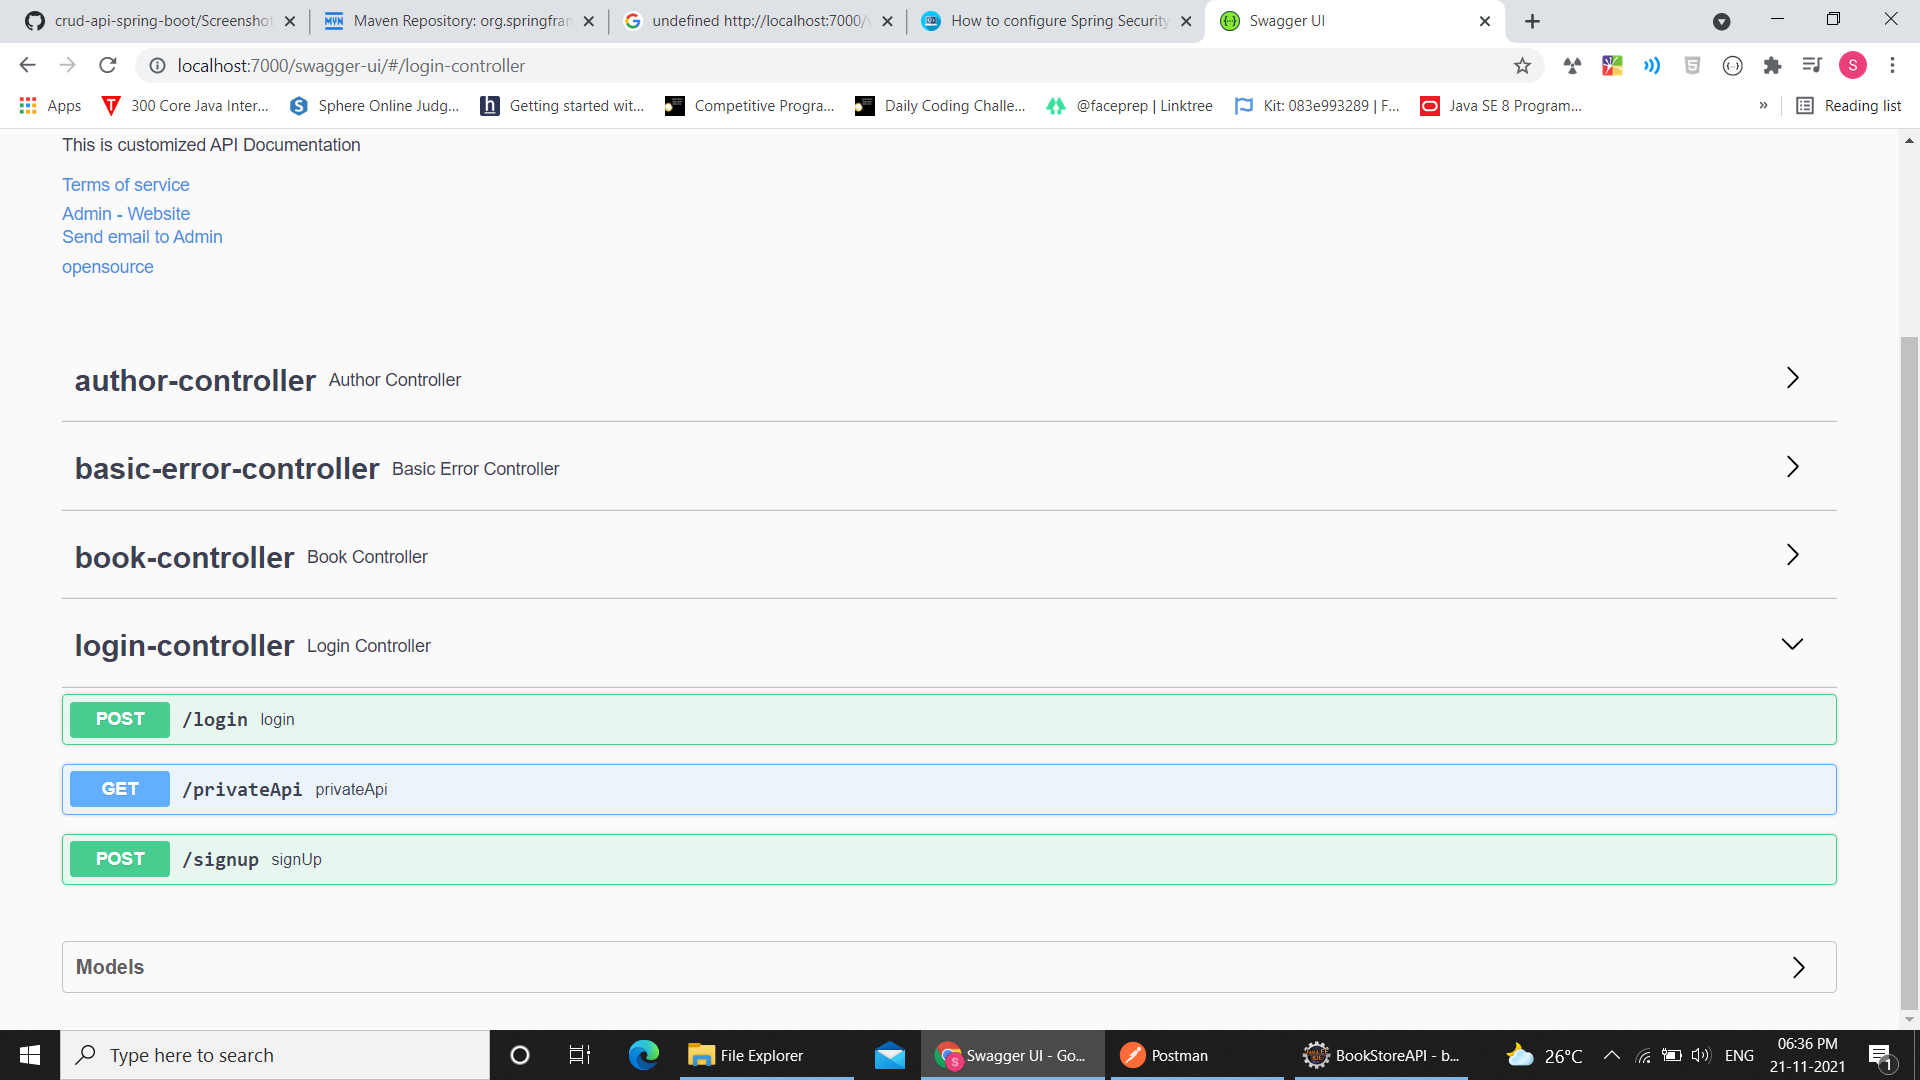 crud-api-spring-boot/Screenshot
Maven Repository: org.springfram
undefined http://localhost:7000/
How to configure Spring Security
Swagger UI
localhost:7000/swagger-ui/#/login-controller
S
Apps
300 Core Java Inter...
Sphere Online Judg...
Getting started wit...
Competitive Progra...
Daily Coding Challe...
@faceprep | Linktree
Kit: 083e993289 | F...
Java SE 8 Program...
»
Reading list
This is customized API Documentation
Terms of service
Admin - Website
Send email to Admin
opensource
author-controller Author Controller
basic-error-controller Basic Error Controller
book-controller Book Controller
login-controller Login Controller
POST /login login
GET /privateApi privateApi
POST /signup signUp
Models
Type here to search
File Explorer
Swagger UI - Go...
Postman
BookStoreAPI - b...
26°C
ENG
06:36 PM
21-11-2021
1